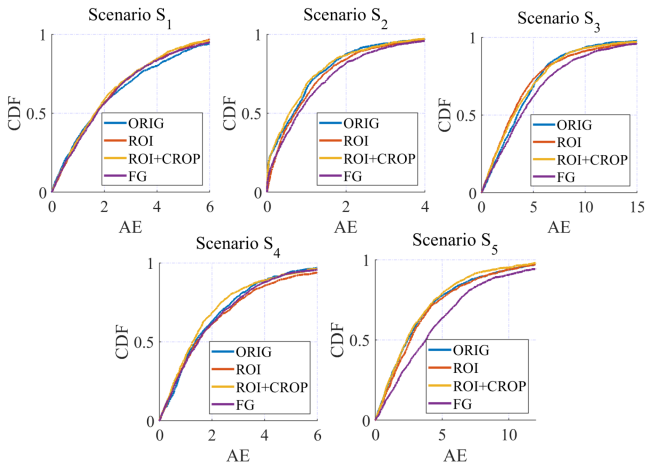 Scenario S1
1
0.5
0
CDF
ORIG
ROI
ROI+CROP
FG
0 2 4 6
AE
Scenario S2
1
0.5
0
CDF
ORIG
ROI
ROI+CROP
FG
0 2 4
AE
Scenario S3
1
0.5
0
CDF
ORIG
ROI
ROI+CROP
FG
0 5 10 15
AE
Scenario S4
1
0.5
0
CDF
ORIG
ROI
ROI+CROP
FG
0 2 4 6
AE
Scenario S5
1
0.5
0
CDF
ORIG
ROI
ROI+CROP
FG
0 5 10
AE